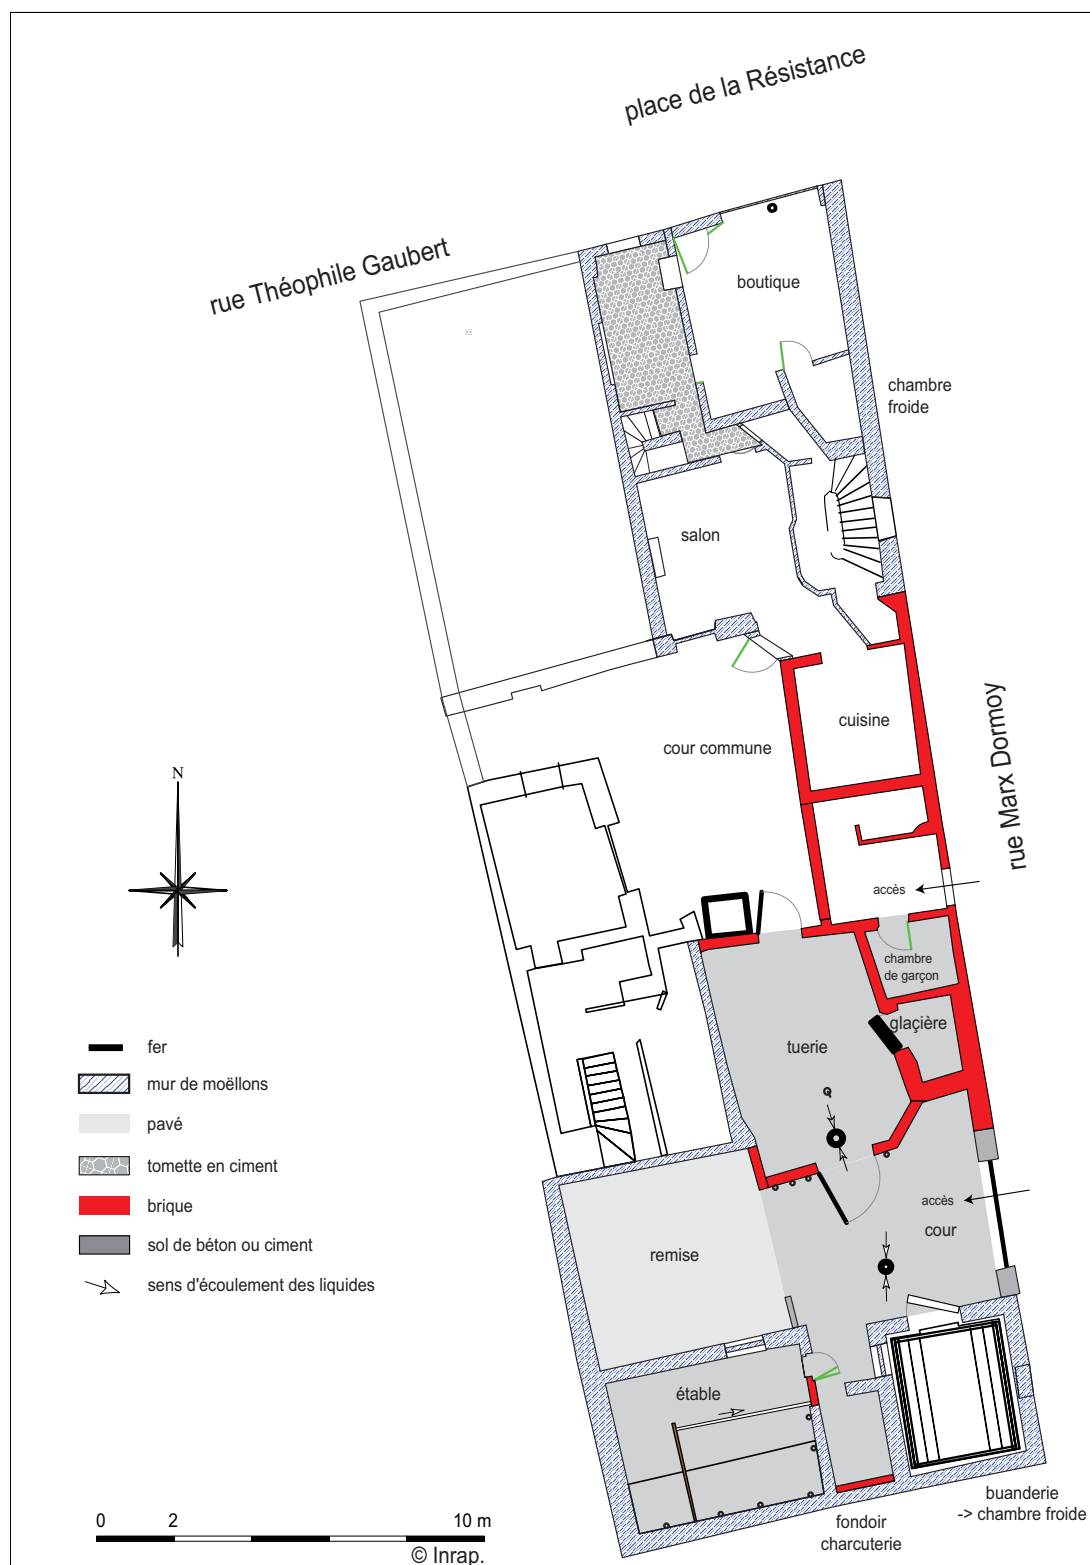 place de la Résistance
rue Théophile Gaubert
boutique
chambre
froide
salon
cuisine
cour commune
rue Marx Dormoy
N
accès
chambre
de garçon
glaçière
tuerie
fer
mur de moëllons
pavé
tomette en ciment
brique
sol de béton ou ciment
sens d'écoulement des liquides
accès
cour
remise
étable
buanderie
-> chambre froide
fondoir
charcuterie
0 2 10 m
© Inrap.